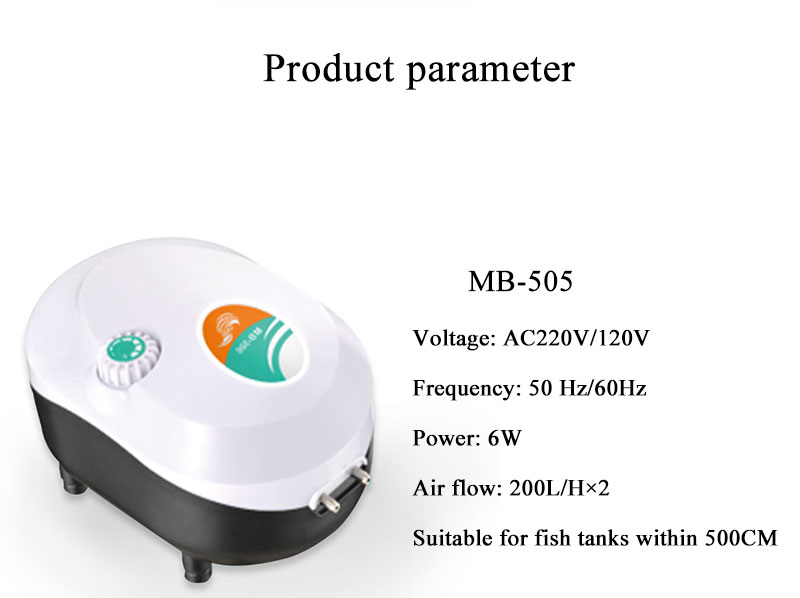 Product parameter
MB-505
Voltage: AC220V/120V
Frequency: 50 Hz/60Hz
Power: 6W
Air flow: 200L/H×2
Suitable for fish tanks within 500CM